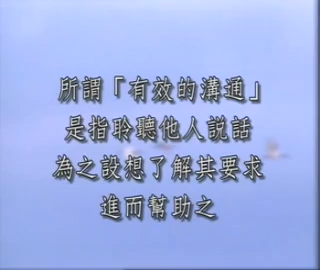 所謂「有效的溝通」
是指聆聽他人說話
為之設想了解其要求
進而幫助之